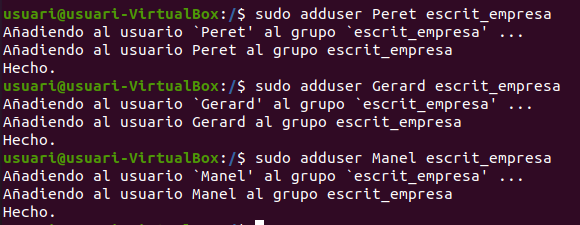 usuari@usuari-VirtualBox:/$ sudo adduser Peret escrit_empresa
Añadiendo al usuario `Peret' al grupo `escrit_empresa' ...
Añadiendo al usuario Peret al grupo escrit_empresa
Hecho.
usuari@usuari-VirtualBox:/$ sudo adduser Gerard escrit_empresa
Añadiendo al usuario `Gerard' al grupo `escrit_empresa' ...
Añadiendo al usuario Gerard al grupo escrit_empresa
Hecho.
usuari@usuari-VirtualBox:/$ sudo adduser Manel escrit_empresa
Añadiendo al usuario `Manel' al grupo `escrit_empresa' ...
Añadiendo al usuario Manel al grupo escrit_empresa
Hecho.
usuari@usuari-VirtualBox:/$